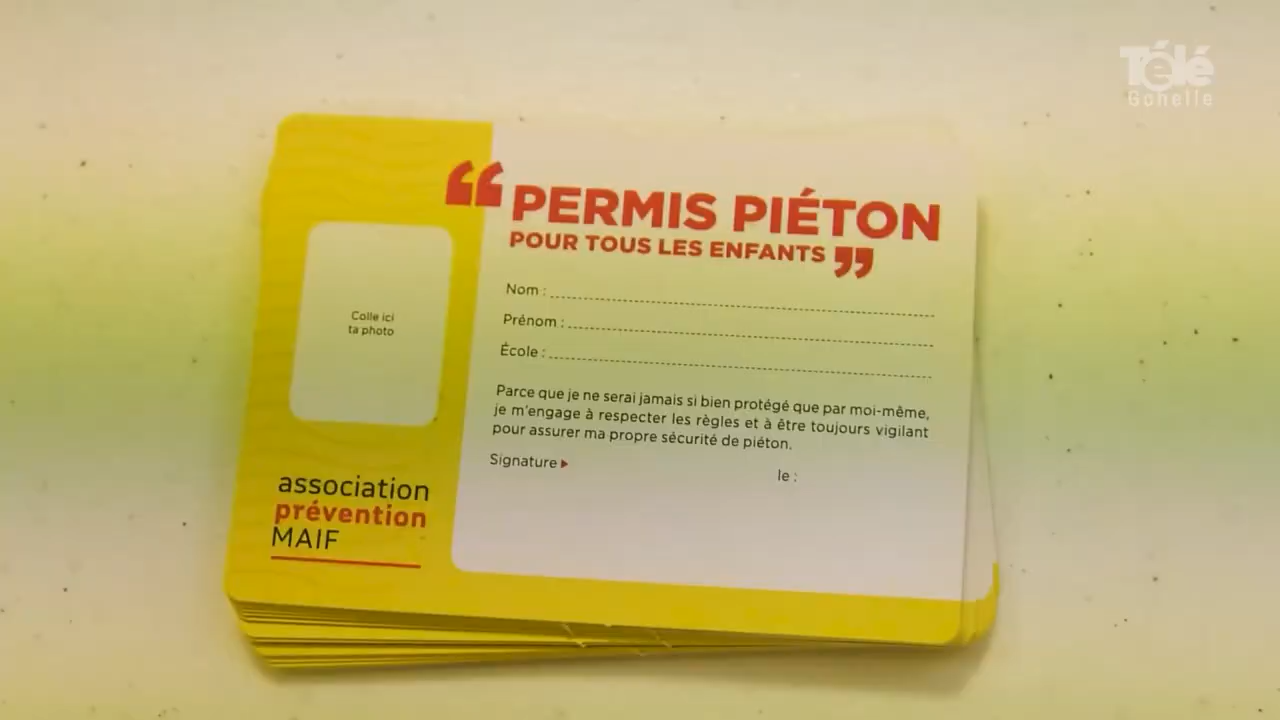 Télé
Gohelle
“ PERMIS PIÉTON
POUR TOUS LES ENFANTS ”
Nom :
Prénom :
École :
Colle ici
ta photo
Parce que je ne serai jamais si bien protégé que par moi-même,
je m'engage à respecter les règles et à être toujours vigilant
pour assurer ma propre sécurité de piéton.
Signature ▸ le :
association
prévention
MAIF